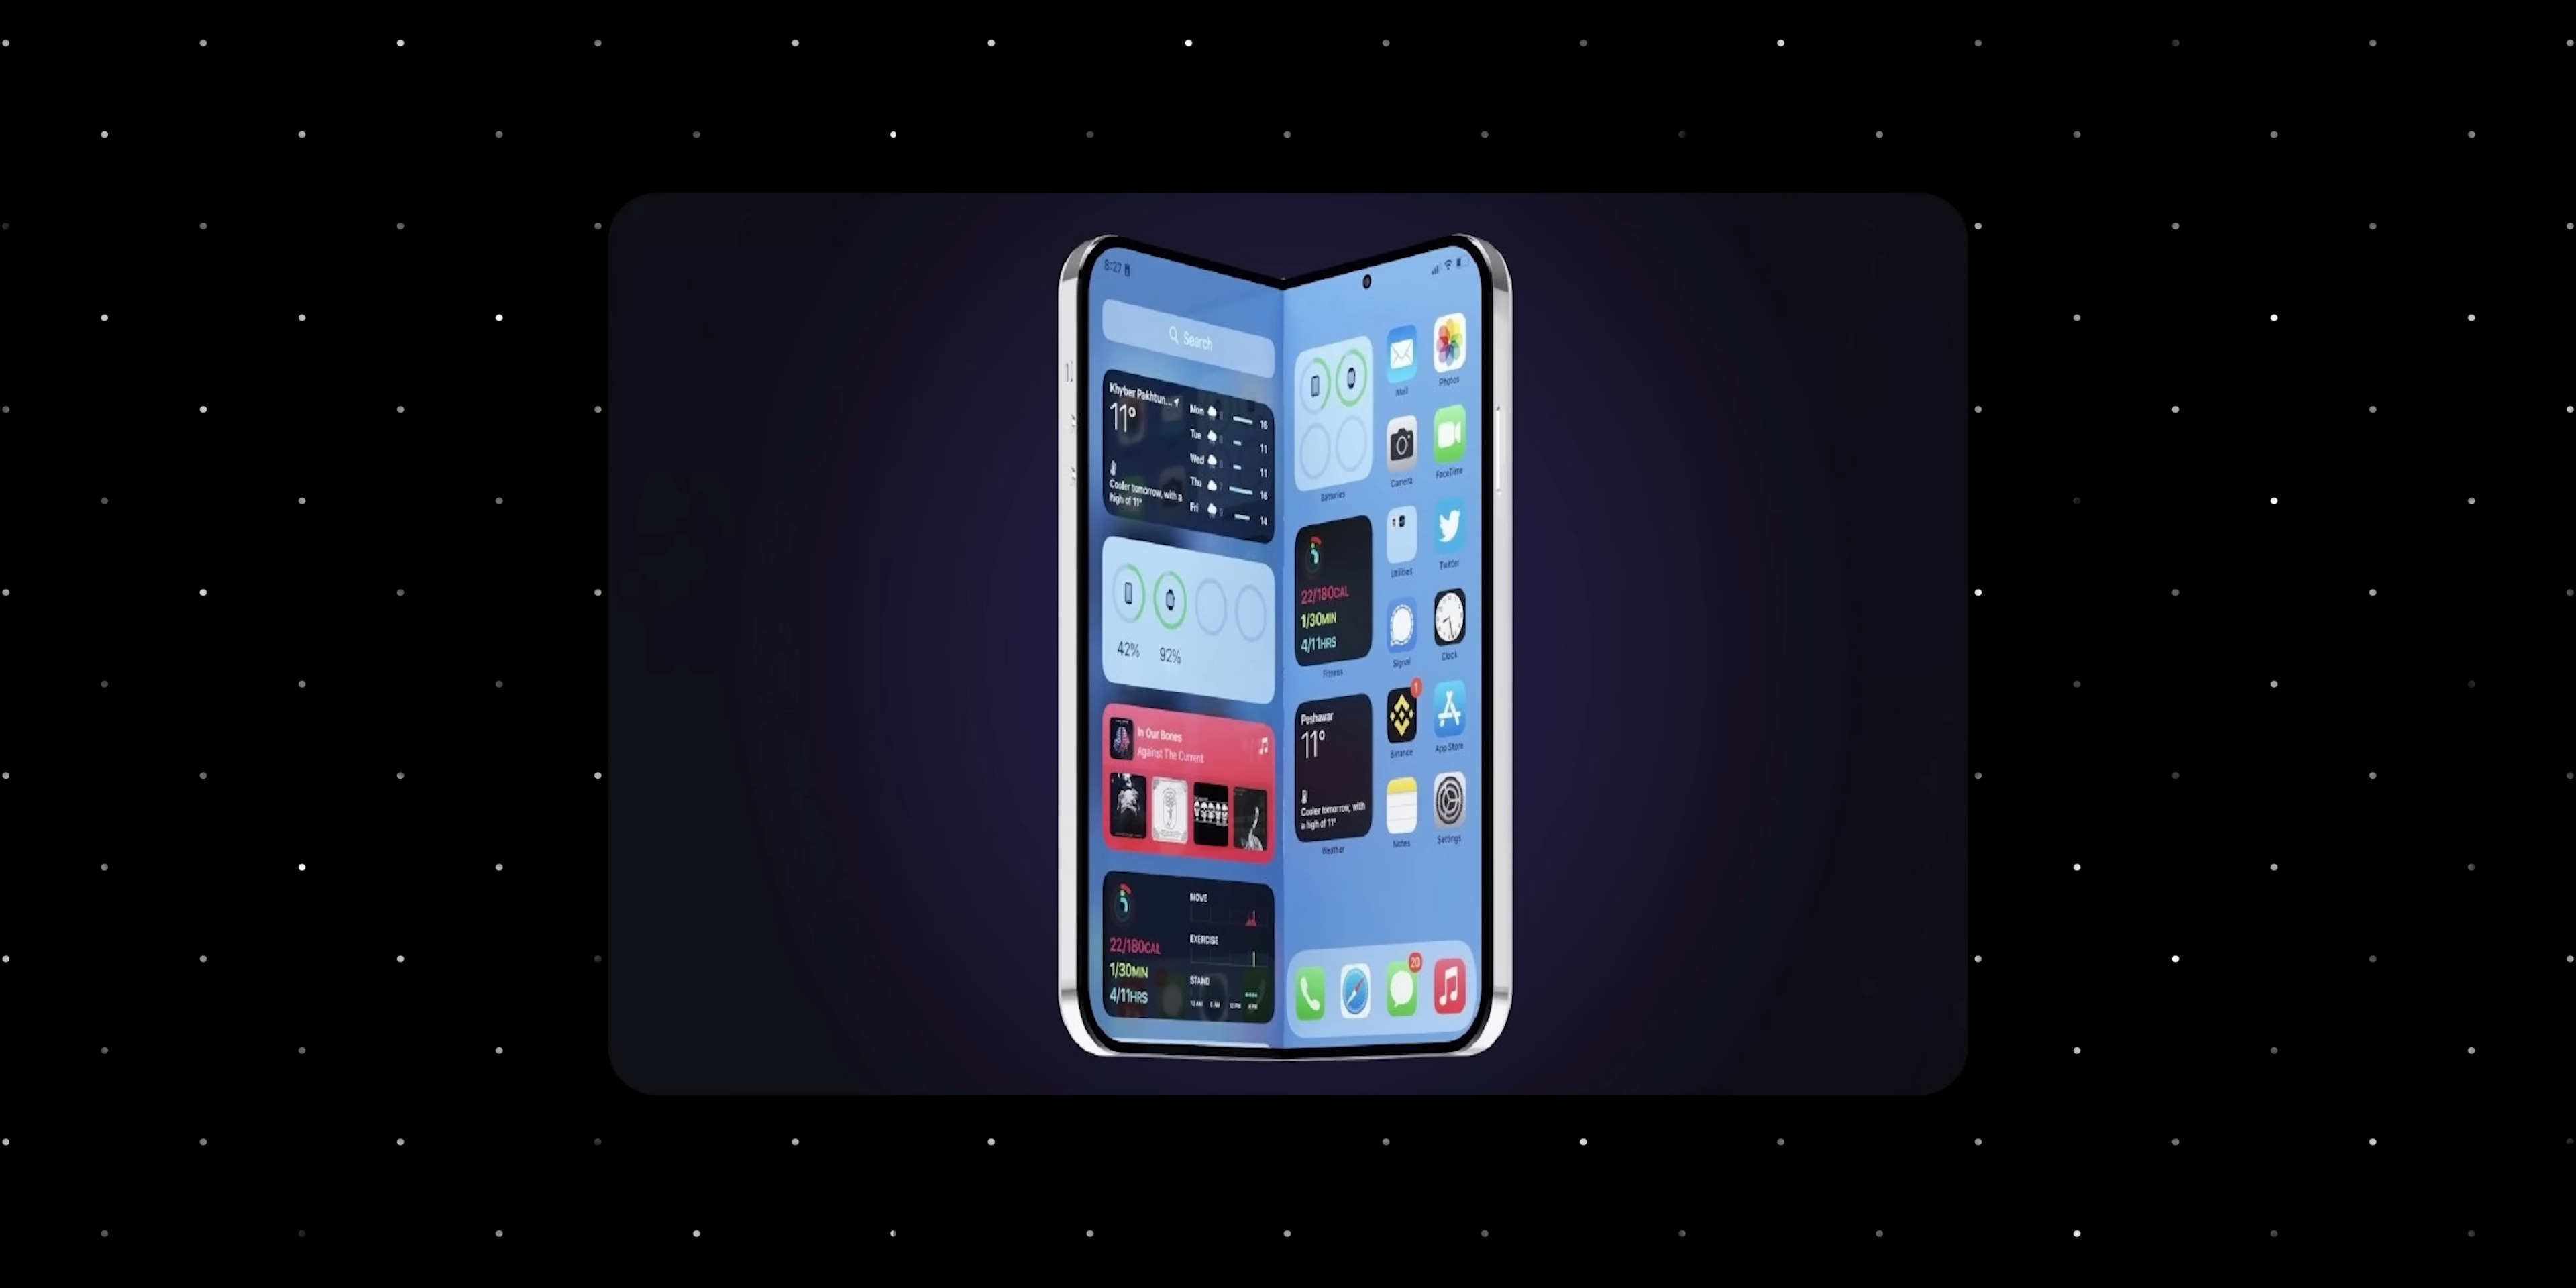 8:27
Search
Khyber Pakhtun...
11°
Cooler tomorrow, with a
high of 11°
Mon 16
Tue 11
Wed 11
Thu 16
Fri 14
42% 92%
In Our Bones
Against The Current
22/180CAL
1/30MIN
4/11HRS
MOVE
EXERCISE
STAND
Batteries
22/180CAL
1/30MIN
4/11HRS
Fitness
Peshawar
11°
Cooler tomorrow, with
a high of 11°
Weather
Mail
Photos
Camera
FaceTime
Utilities
Twitter
Signal
Clock
1
Binance
App Store
Notes
Settings
20